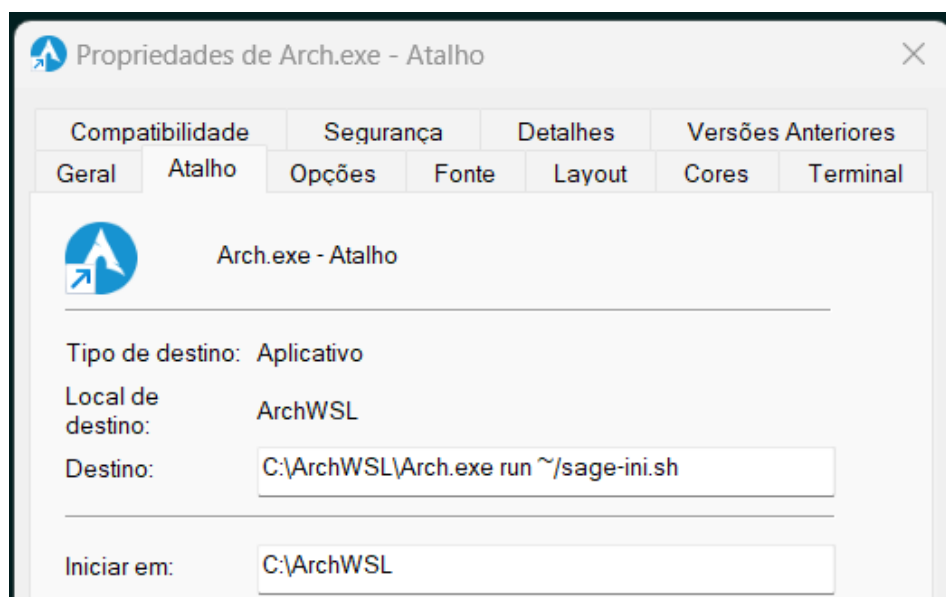 Propriedades de Arch.exe - Atalho
Compatibilidade Segurança Detalhes Versões Anteriores
Geral Atalho Opções Fonte Layout Cores Terminal
Arch.exe - Atalho
Tipo de destino: Aplicativo
Local de
destino: ArchWSL
Destino: C:\ArchWSL\Arch.exe run ~/sage-ini.sh
Iniciar em: C:\ArchWSL